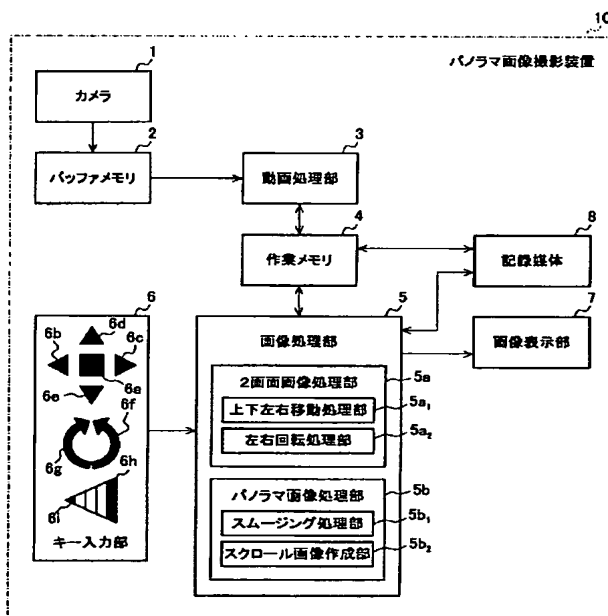 10
パノラマ画像撮影装置
1
カメラ
2
バッファメモリ
3
動画処理部
4
作業メモリ
8
記録媒体
7
画像表示部
6
6d
6b
6c
6a
6e
6f
6g
6h
6i
キー入力部
5
画像処理部
5a
2画面画像処理部
5a₁
上下左右移動処理部
5a₂
左右回転処理部
5b
パノラマ画像処理部
5b₁
スムージング処理部
5b₂
スクロール画像作成部